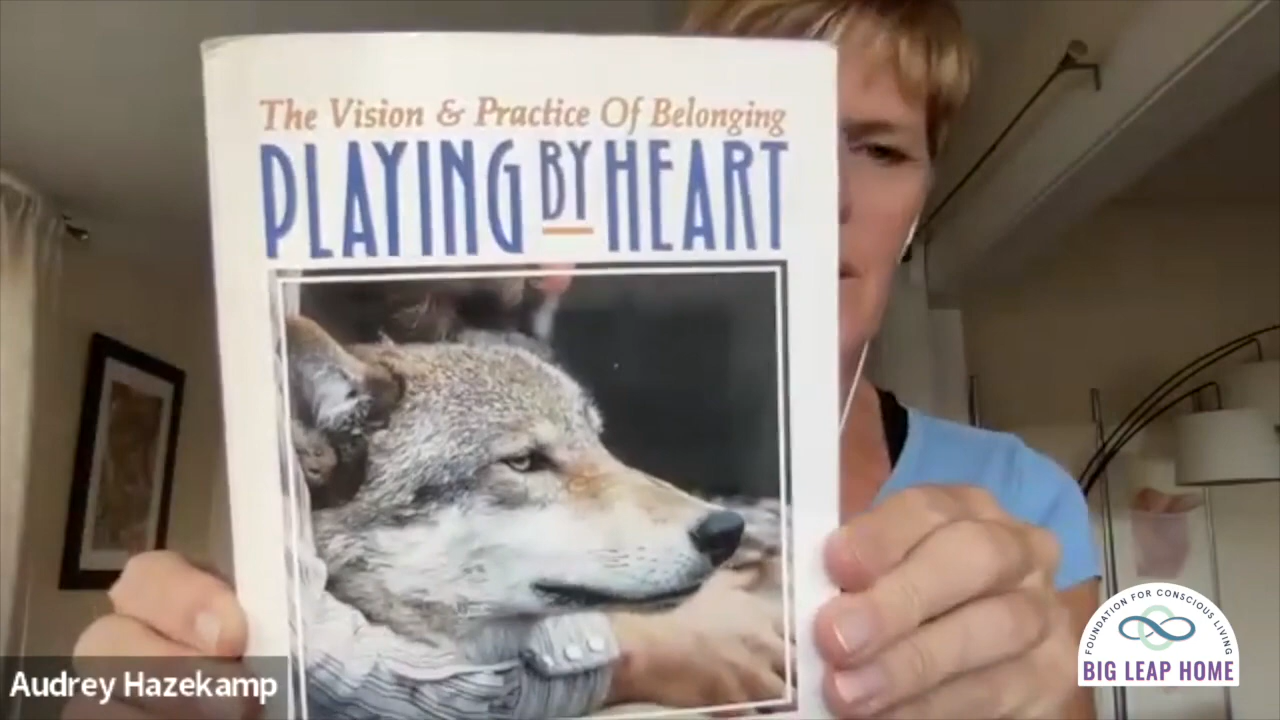 The Vision & Practice Of Belonging
PLAYING BY HEART
Audrey Hazekamp
FOUNDATION FOR CONSCIOUS LIVING
BIG LEAP HOME